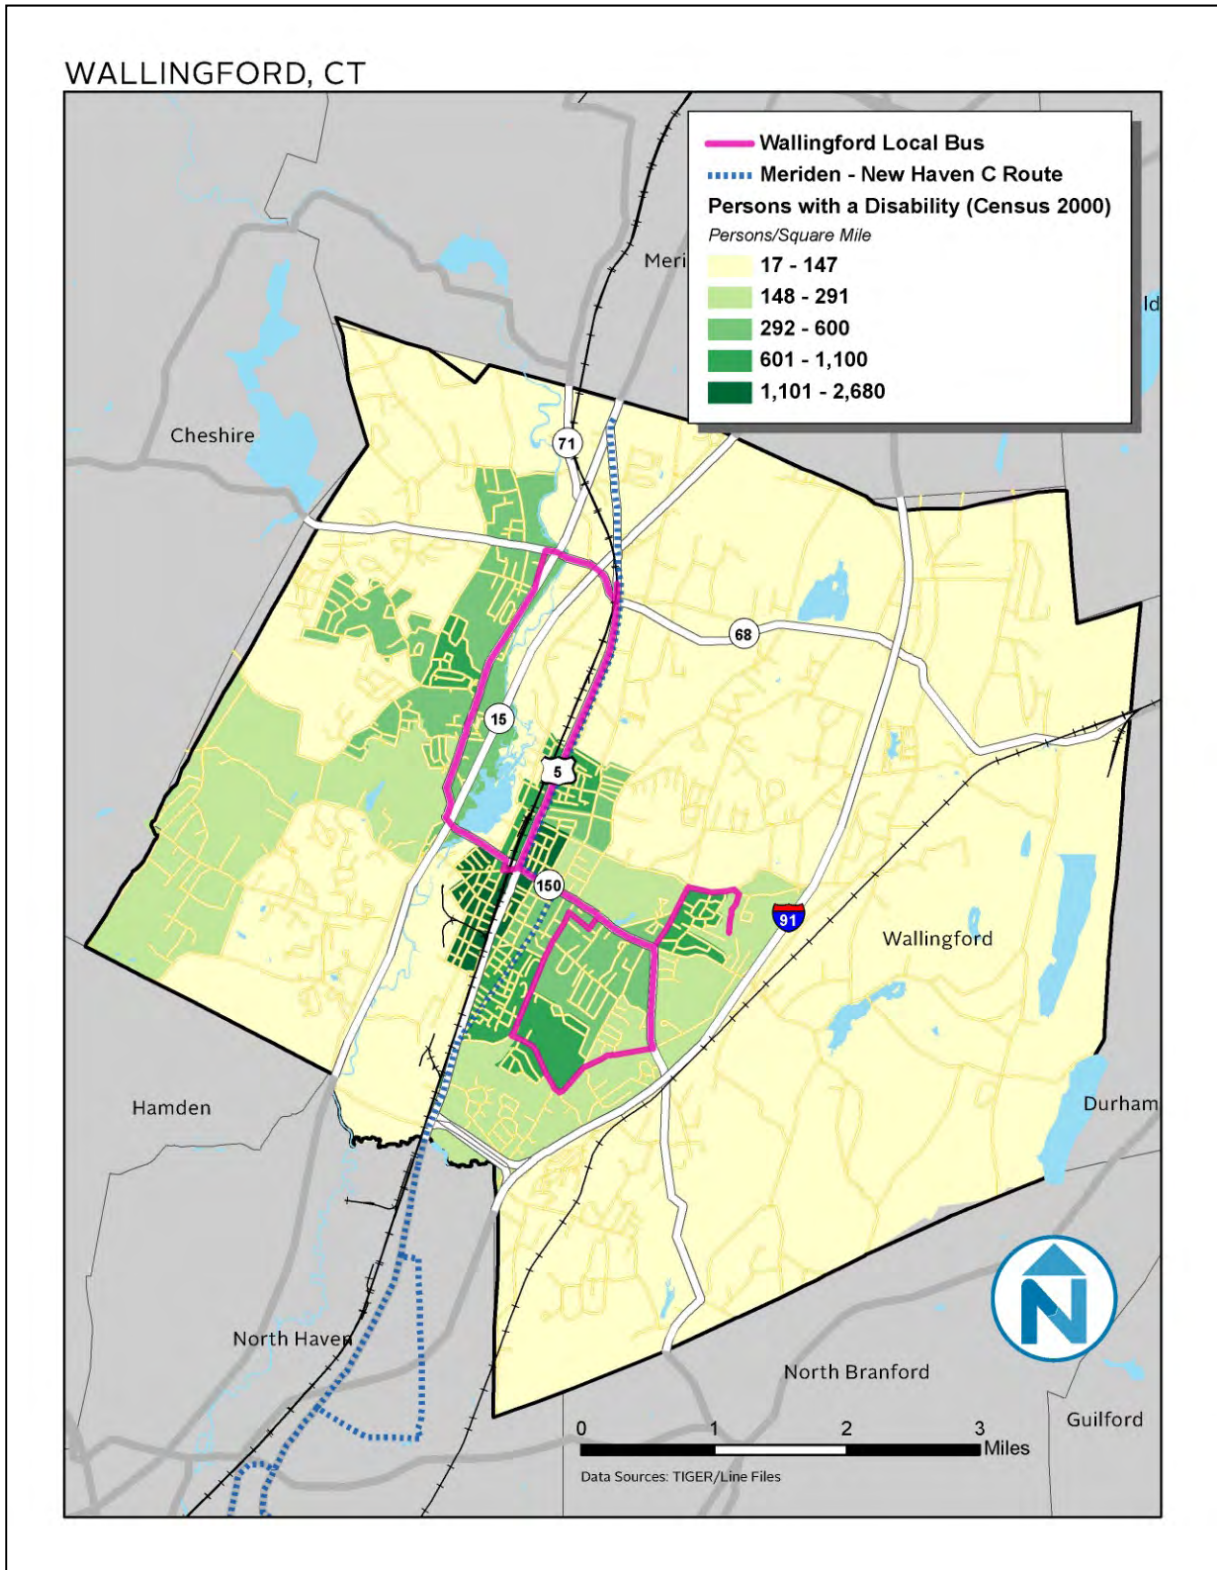 WALLINGFORD, CT
Wallingford Local Bus
Meriden - New Haven C Route
Persons with a Disability (Census 2000)
Persons/Square Mile
17 - 147
148 - 291
292 - 600
601 - 1,100
1,101 - 2,680
Meri
ld
Cheshire
71
68
15
5
150
91
Wallingford
Hamden
Durham
North Haven
N
North Branford
Guilford
0 1 2 3
Miles
Data Sources: TIGER/Line Files